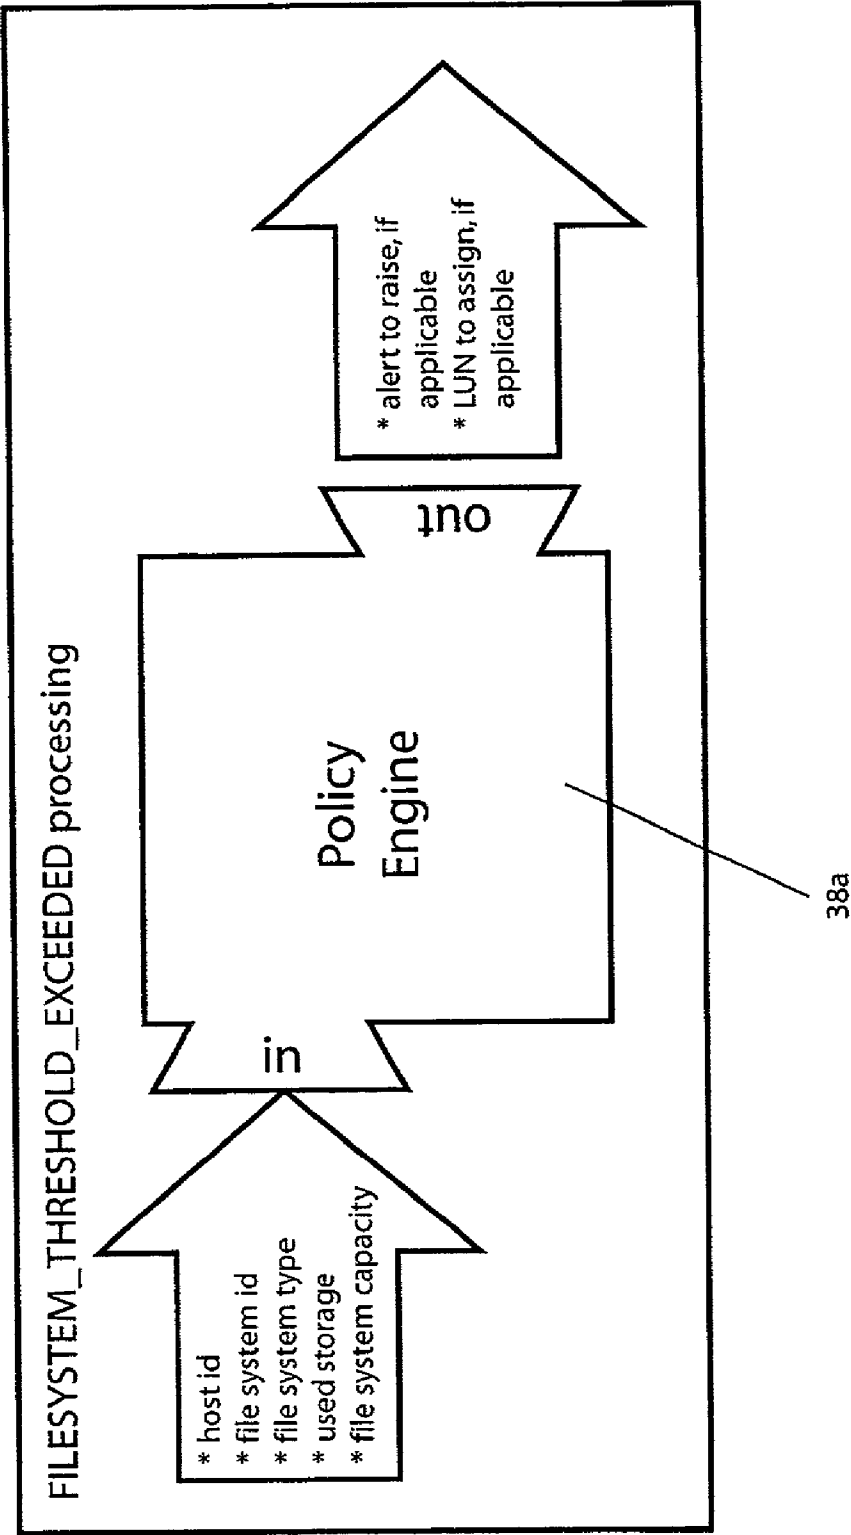 FILESYSTEM_THRESHOLD_EXCEEDED processing
* host id
* file system id
* file system type
* used storage
* file system capacity
in
Policy
Engine
out
* alert to raise, if
applicable
* LUN to assign, if
applicable
38a